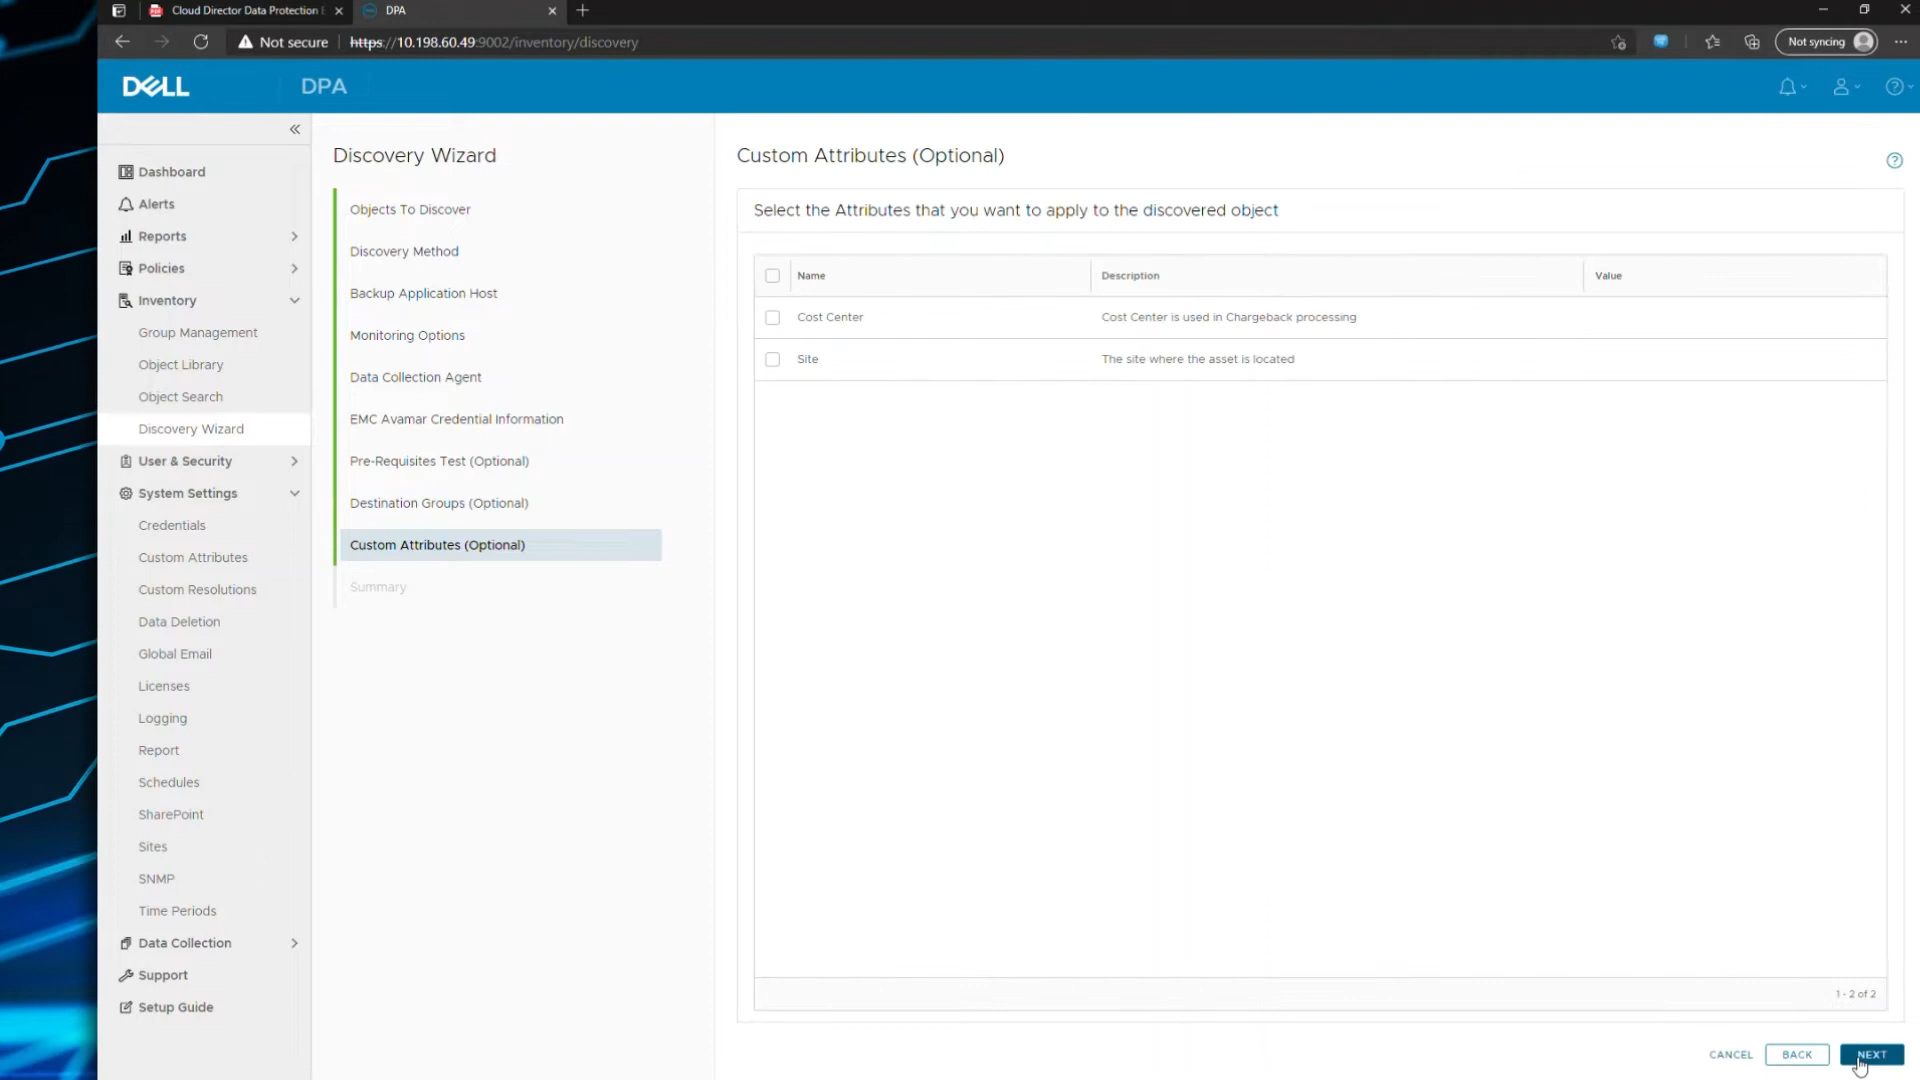 Cloud Director Data Protection
DPA
Not secure
https://10.198.60.49:9002/inventory/discovery
Not syncing
DELL
DPA
Dashboard
Alerts
Reports
Policies
Inventory
Group Management
Object Library
Object Search
Discovery Wizard
User & Security
System Settings
Credentials
Custom Attributes
Custom Resolutions
Data Deletion
Global Email
Licenses
Logging
Report
Schedules
SharePoint
Sites
SNMP
Time Periods
Data Collection
Support
Setup Guide
Discovery Wizard
Objects To Discover
Discovery Method
Backup Application Host
Monitoring Options
Data Collection Agent
EMC Avamar Credential Information
Pre-Requisites Test (Optional)
Destination Groups (Optional)
Custom Attributes (Optional)
Summary
Custom Attributes (Optional)
Select the Attributes that you want to apply to the discovered object
Name Description Value
Cost Center Cost Center is used in Chargeback processing
Site The site where the asset is located
1 - 2 of 2
CANCEL BACK NEXT